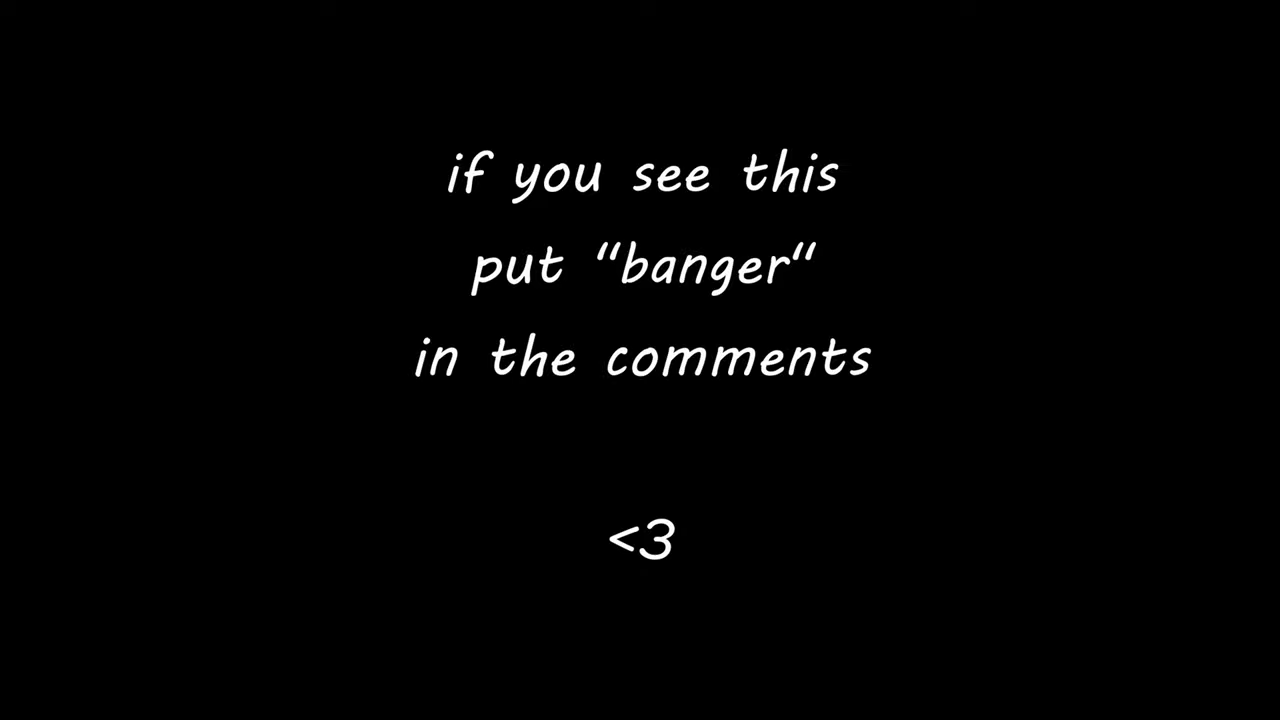 if you see this
put “banger“
in the comments
<3